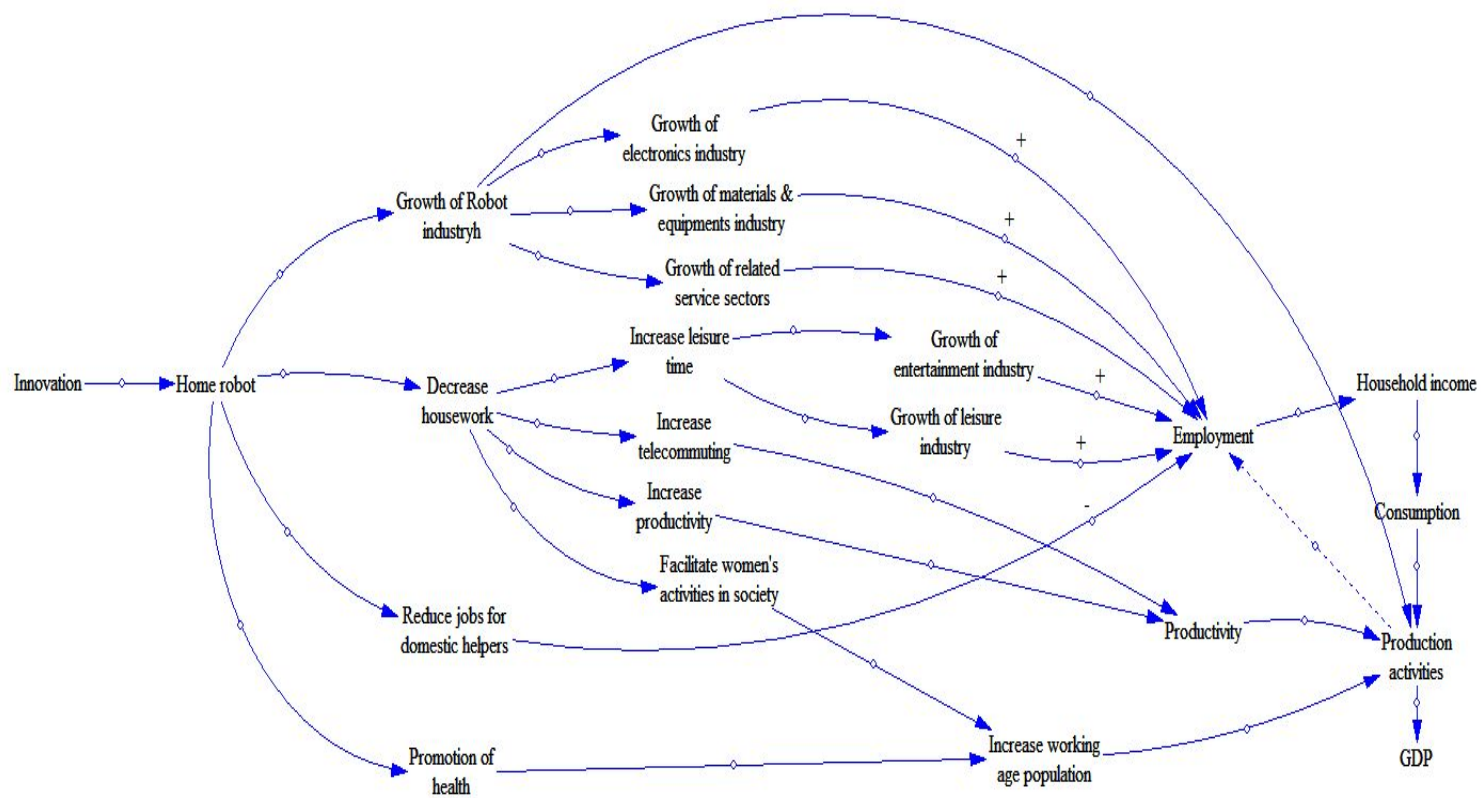 Growth of
electronics industry
+
Growth of Robot
industryh
Growth of materials &
equipments industry
+
Growth of related
service sectors
+
Innovation
Home robot
Decrease
housework
Increase leisure
time
Growth of
entertainment industry
+
Household income
Increase
telecommuting
Growth of leisure
industry
+
Employment
Increase
productivity
-
Consumption
Facilitate women's
activities in society
Reduce jobs for
domestic helpers
Productivity
Production
activities
Promotion of
health
Increase working
age population
GDP